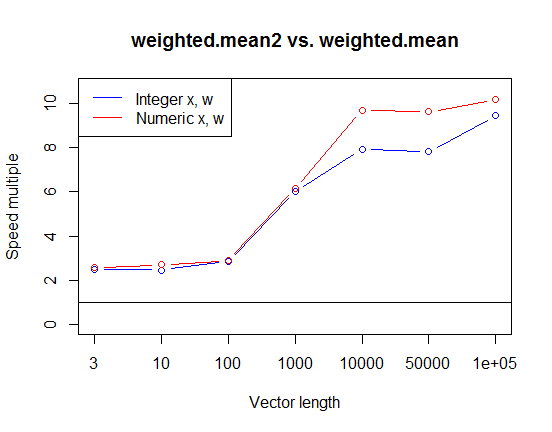 weighted.mean2 vs. weighted.mean
Integer x, w
Numeric x, w
Speed multiple
10
8
6
4
2
0
3 10 100 1000 10000 50000 1e+05
Vector length